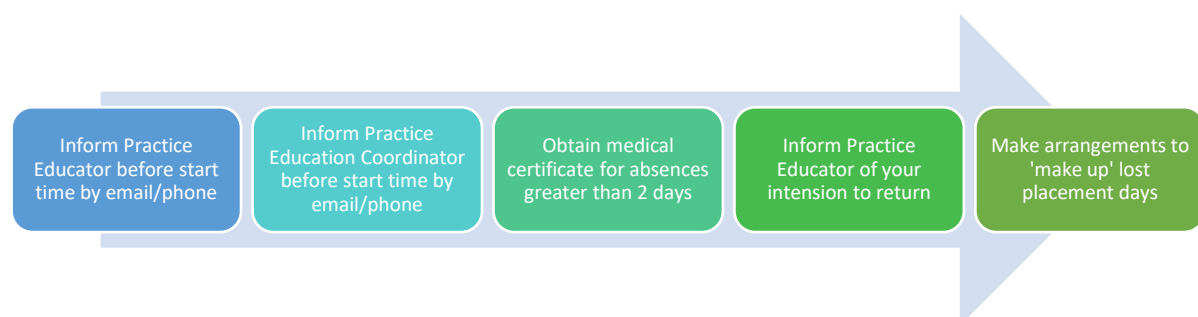 Inform Practice
Educator before start
time by email/phone
Inform Practice
Education Coordinator
before start time by
email/phone
Obtain medical
certificate for absences
greater than 2 days
Inform Practice
Educator of your
intension to return
Make arrangements to
'make up' lost
placement days